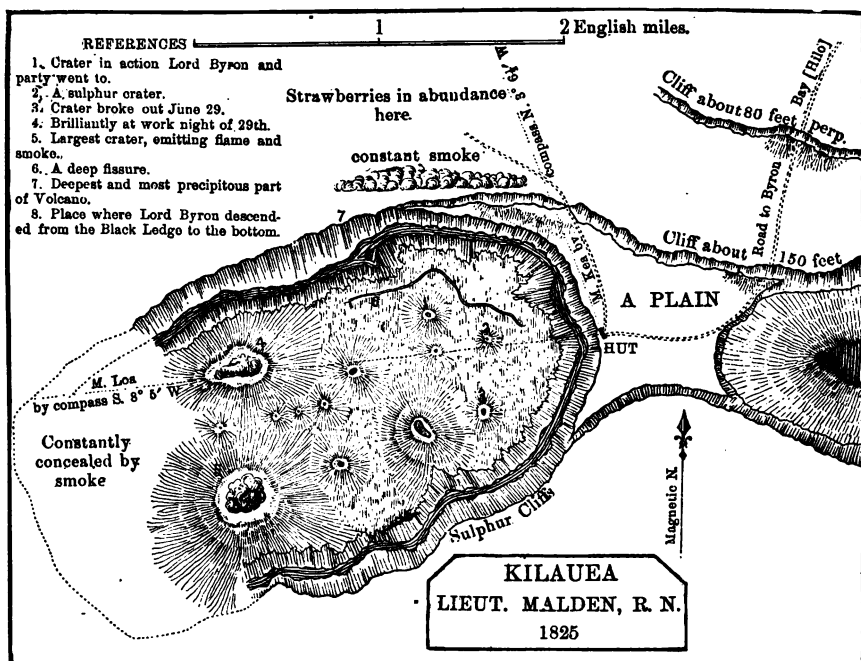 1
2 English miles.
REFERENCES
1. Crater in action Lord Byron and
party went to.
2. A sulphur crater.
3. Crater broke out June 29.
4. Brilliantly at work night of 29th.
5. Largest crater, emitting flame and
smoke.
6. A deep fissure.
7. Deepest and most precipitous part
of Volcano.
8. Place where Lord Byron descend-
ed from the Black Ledge to the bottom.
Strawberries in abundance
here.
constant smoke
7
M. Kea by compass N.
Cliff about 80 feet perp.
Road to Byron Bay [Hilo]
Cliff about 150 feet
A PLAIN
HUT
6
4
5
M. Loa
by compass S. 8° 5′ W
Constantly
concealed by
smoke
Sulphur Cliffs
Magnetic N.
KILAUEA
LIEUT. MALDEN, R. N.
1825